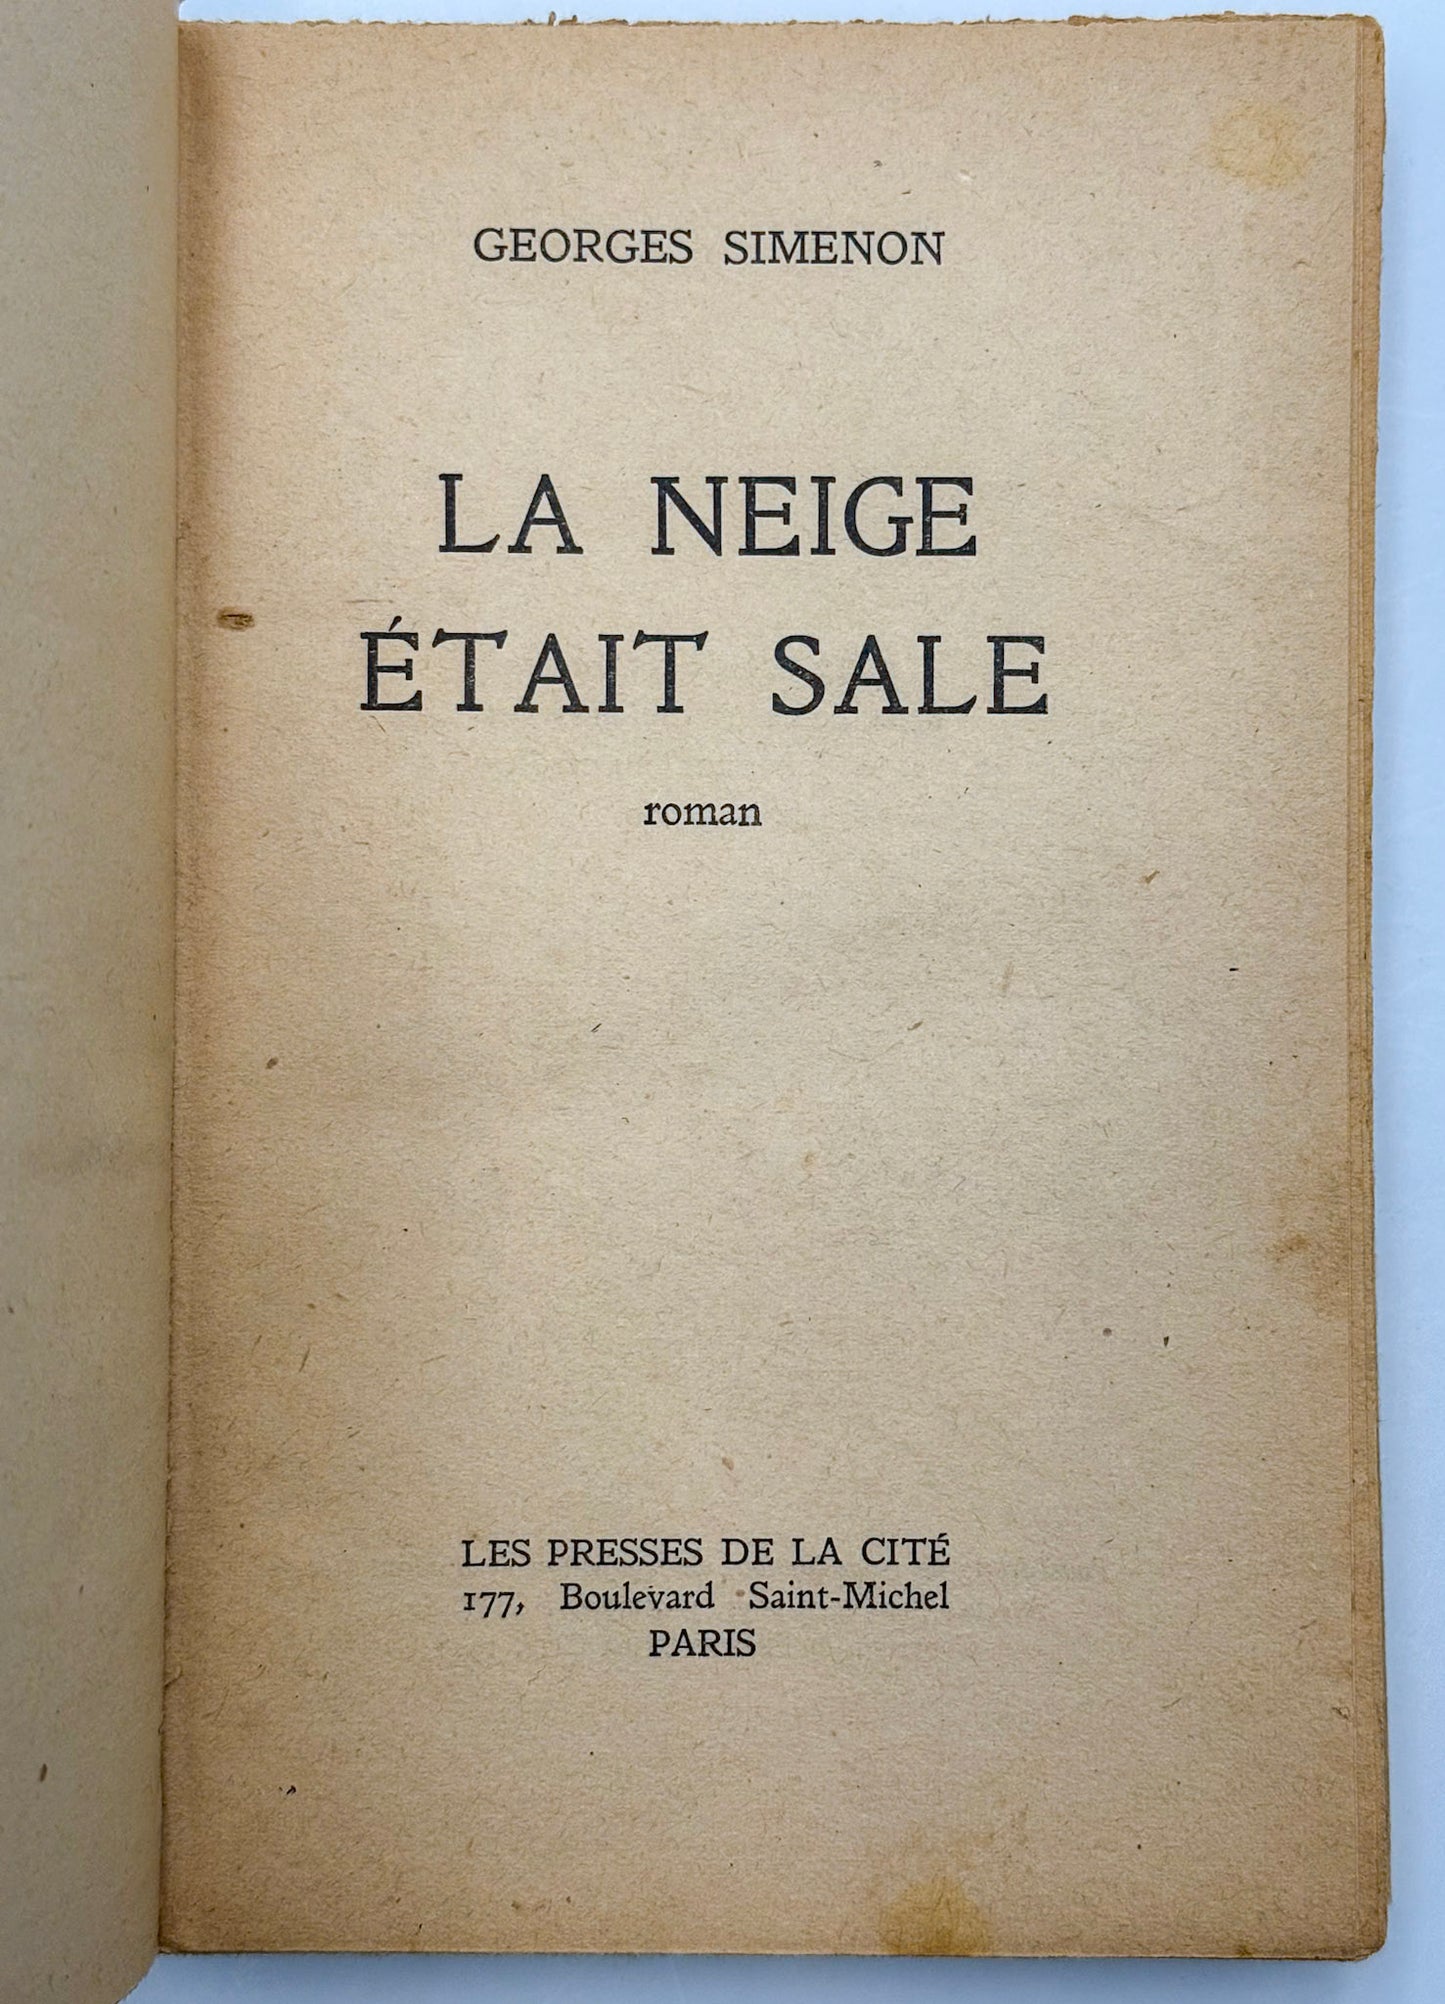 GEORGES SIMENON
LA NEIGE
ÉTAIT SALE
roman
LES PRESSES DE LA CITÉ
177, Boulevard Saint-Michel
PARIS